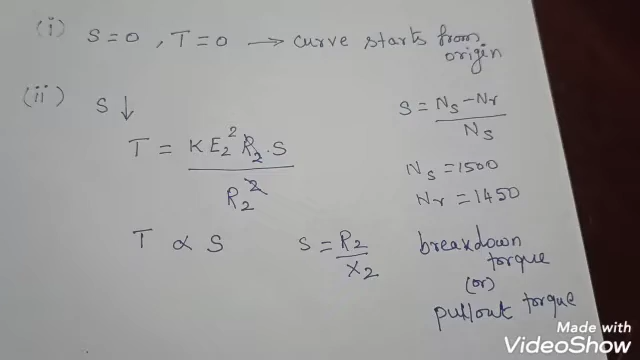 (i) S=0, T=0 → curve starts from origin
(ii) S ↓
S = Ns - Nr / Ns
T = K E2² R2 . S / R2²
Ns = 1500
Nr = 1450
T ∝ S
S = R2 / X2
breakdown torque
(or)
pullout torque
Made with
VideoShow